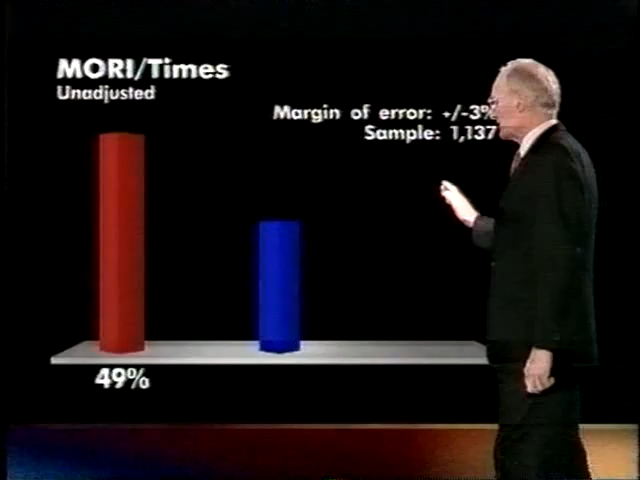 MORI/Times
Unadjusted
Margin of error: +/-3%
Sample: 1,137
49%